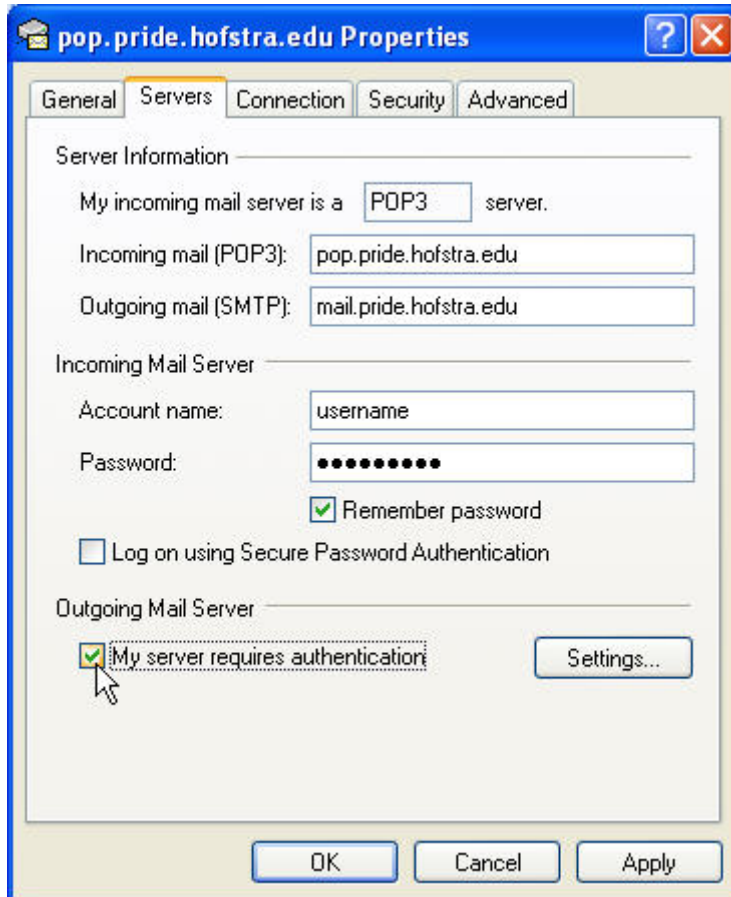 pop.pride.hofstra.edu Properties
General Servers Connection Security Advanced
Server Information
My incoming mail server is a POP3 server.
Incoming mail (POP3): pop.pride.hofstra.edu
Outgoing mail (SMTP): mail.pride.hofstra.edu
Incoming Mail Server
Account name: username
Password: ●●●●●●●●●
Remember password
Log on using Secure Password Authentication
Outgoing Mail Server
My server requires authentication Settings...
OK Cancel Apply